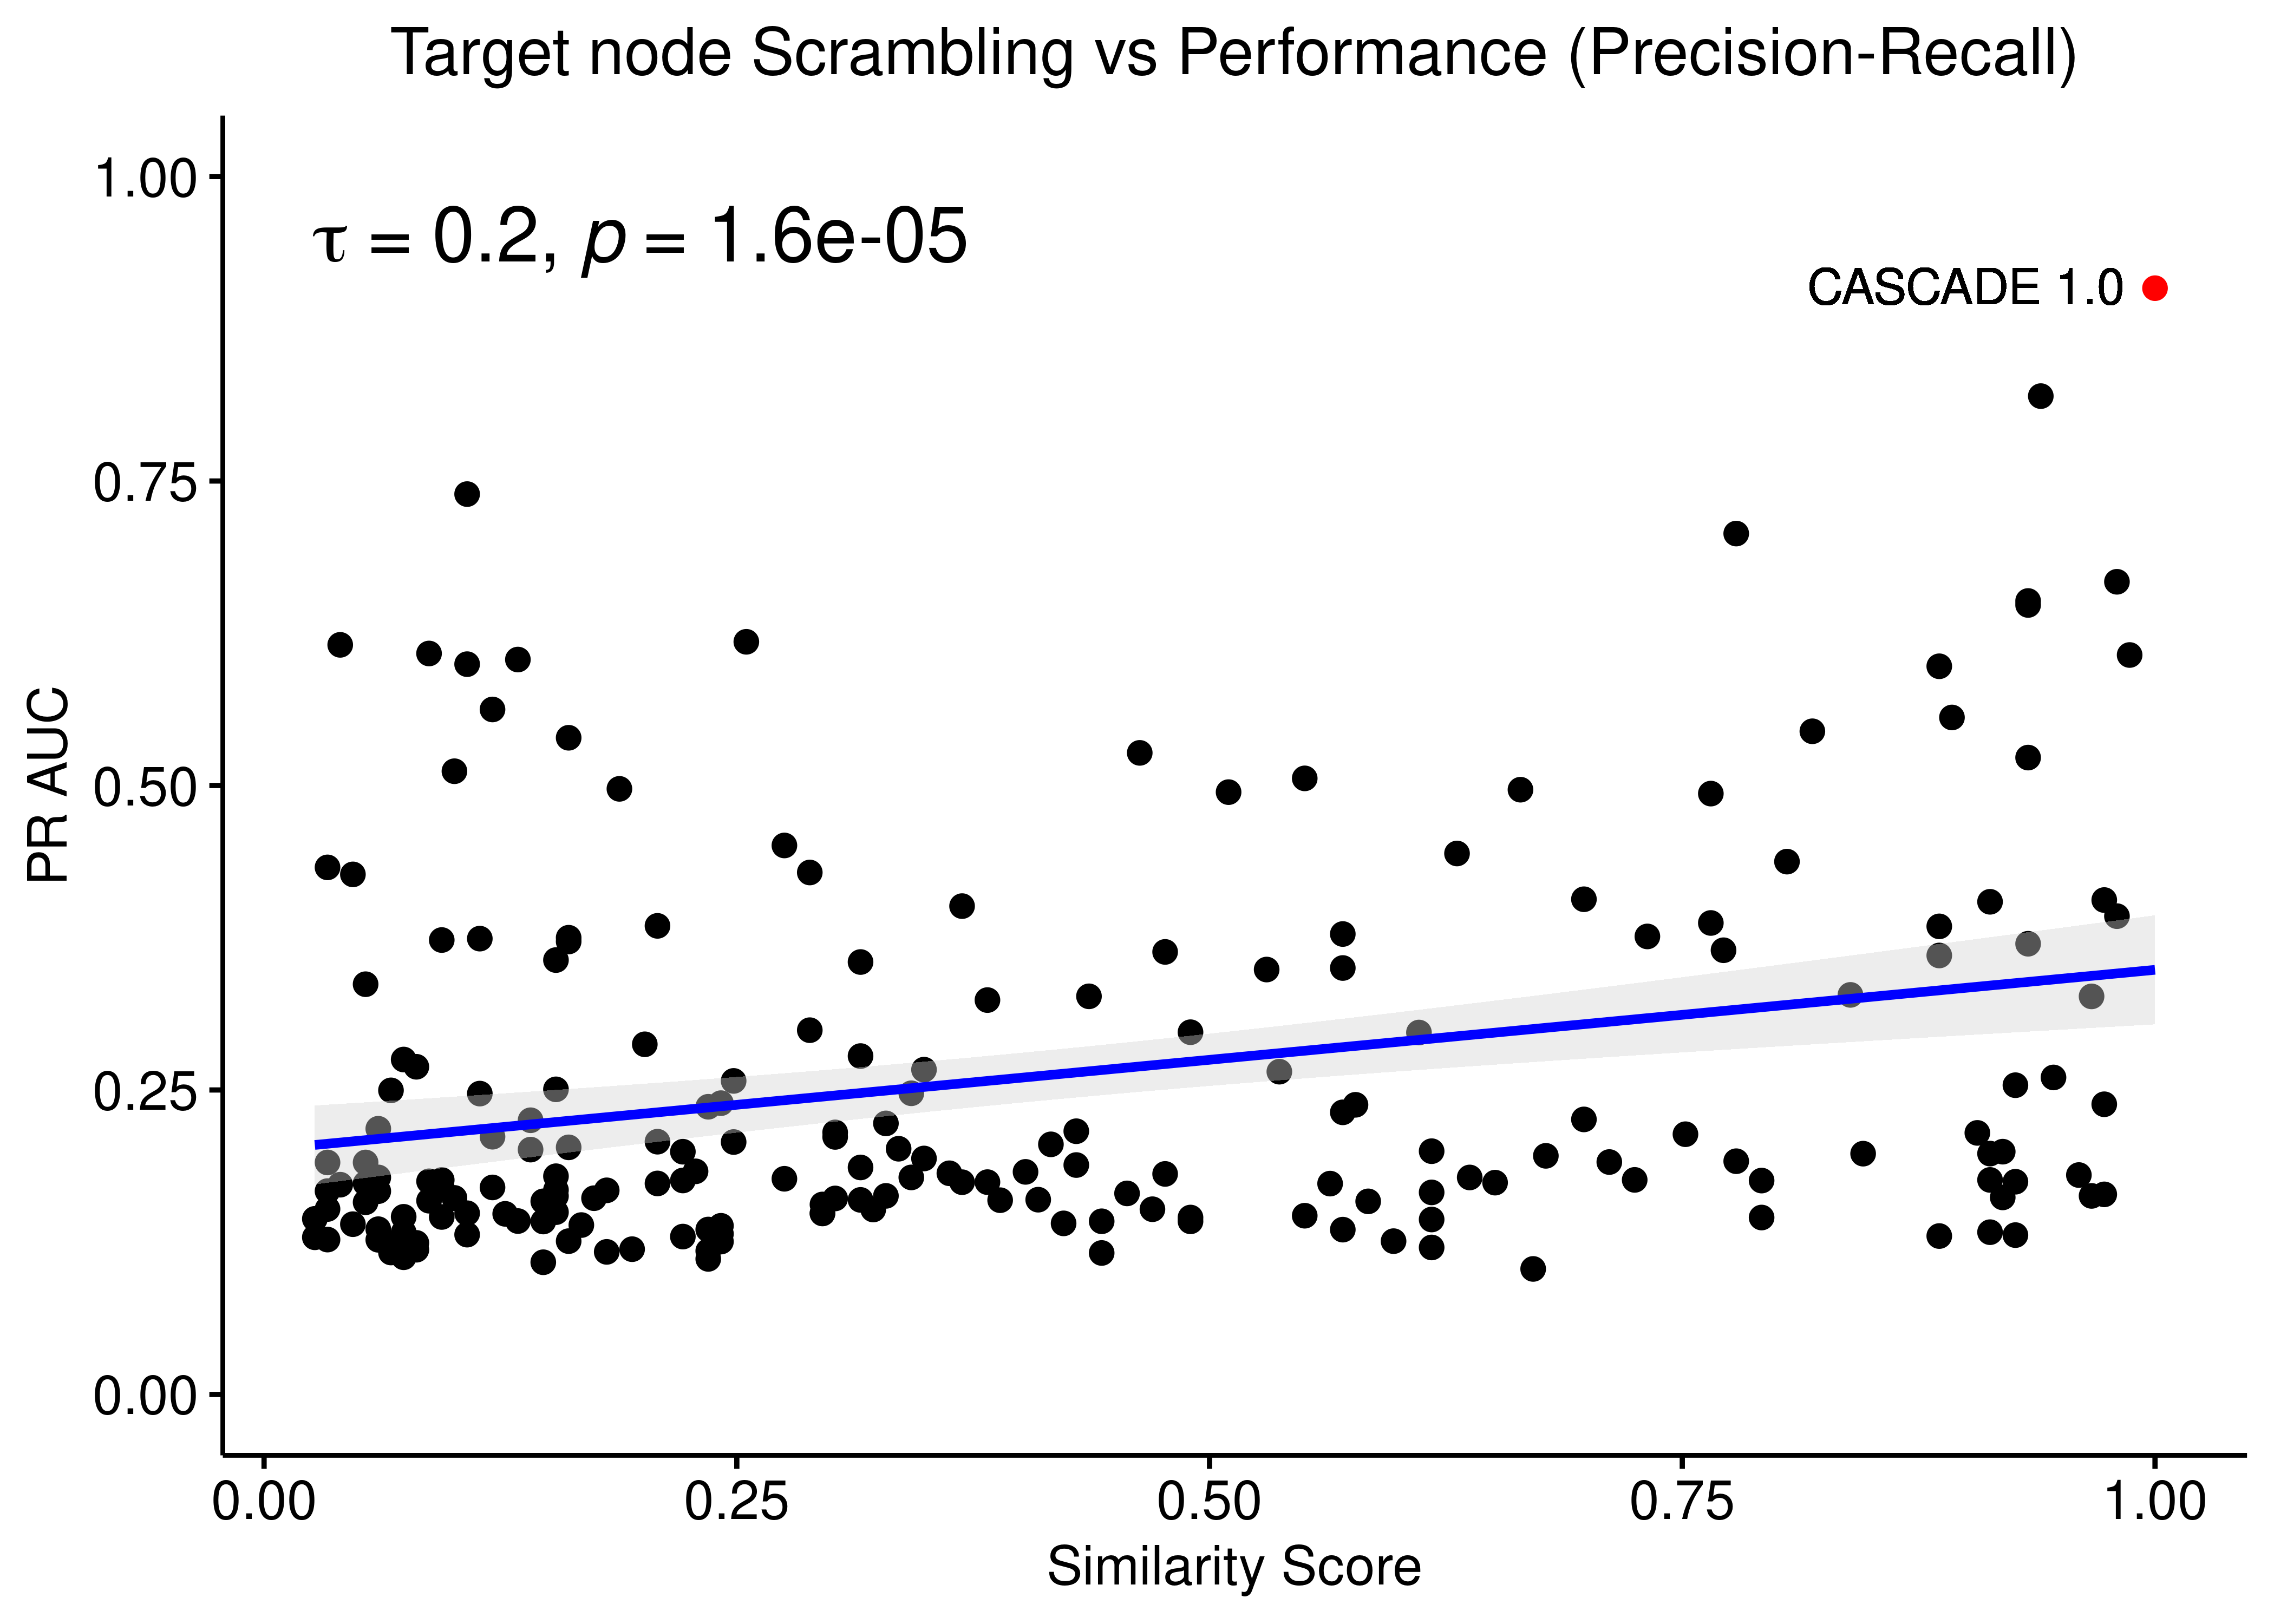 Target node Scrambling vs Performance (Precision-Recall)
1.00
τ = 0.2, p = 1.6e-05
CASCADE 1.0
0.75
0.50
PR AUC
0.25
0.00
0.00 0.25 0.50 0.75 1.00
Similarity Score